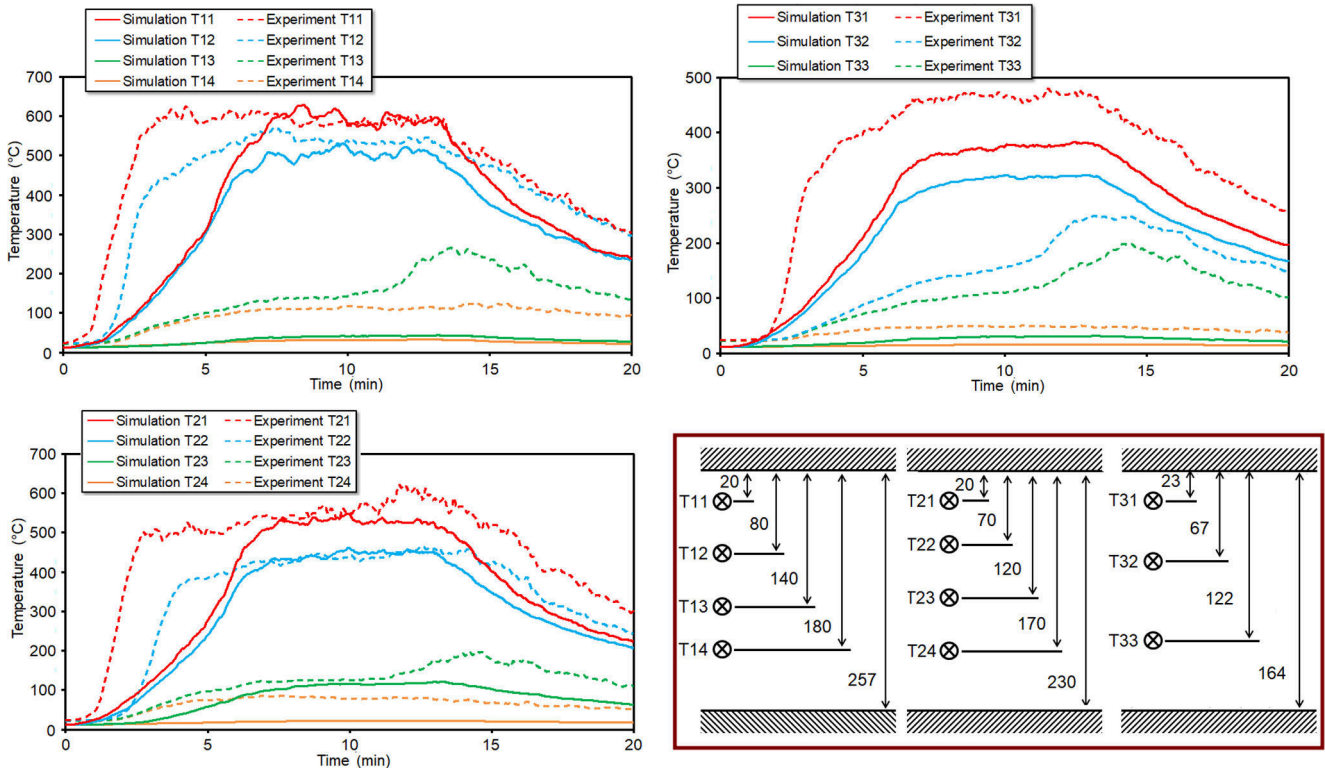 Simulation T11 Experiment T11
Simulation T12 Experiment T12
Simulation T13 Experiment T13
Simulation T14 Experiment T14
700
600
500
400
300
200
100
0
Temperature (°C)
0 5 10 15 20
Time (min)
Simulation T31 Experiment T31
Simulation T32 Experiment T32
Simulation T33 Experiment T33
500
400
300
200
100
0
Temperature (°C)
0 5 10 15 20
Time (min)
Simulation T21 Experiment T21
Simulation T22 Experiment T22
Simulation T23 Experiment T23
Simulation T24 Experiment T24
700
600
500
400
300
200
100
0
Temperature (°C)
0 5 10 15 20
Time (min)
20
T11
80
T12
140
T13
180
T14
257
20
T21
70
T22
120
T23
170
T24
230
23
T31
67
T32
122
T33
164